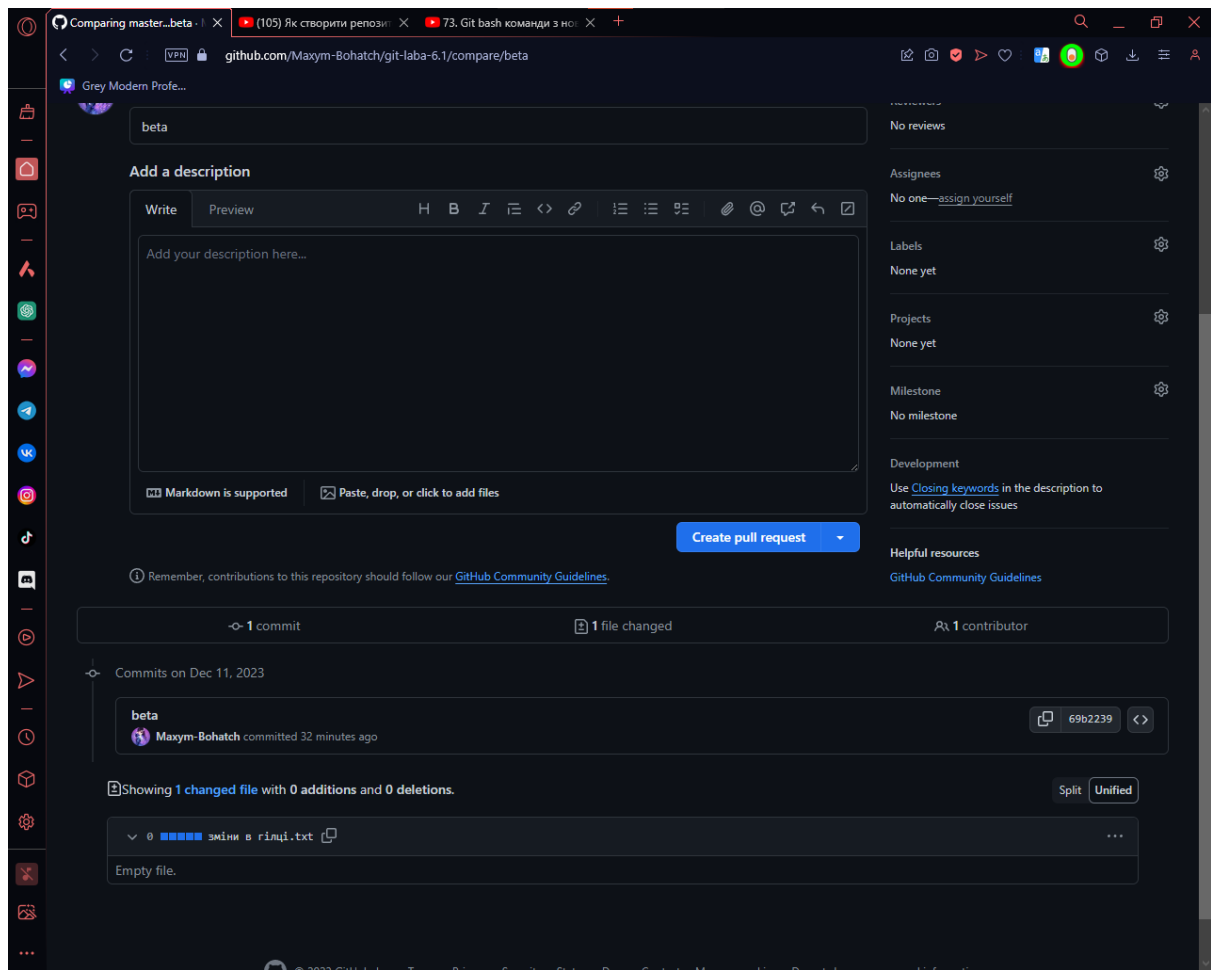 Comparing master...beta · M
(105) Як створити репозит
73. Git bash команди з нов
VPN
github.com/Maxym-Bohatch/git-laba-6.1/compare/beta
Grey Modern Profe...
beta
Add a description
Write
Preview
Add your description here...
Markdown is supported
Paste, drop, or click to add files
Create pull request
Remember, contributions to this repository should follow our GitHub Community Guidelines.
Reviewers
No reviews
Assignees
No one—assign yourself
Labels
None yet
Projects
None yet
Milestone
No milestone
Development
Use Closing keywords in the description to
automatically close issues
Helpful resources
GitHub Community Guidelines
1 commit
1 file changed
1 contributor
Commits on Dec 11, 2023
beta
Maxym-Bohatch committed 32 minutes ago
69b2239
Showing 1 changed file with 0 additions and 0 deletions.
Split
Unified
0
зміни в гілці.txt
Empty file.